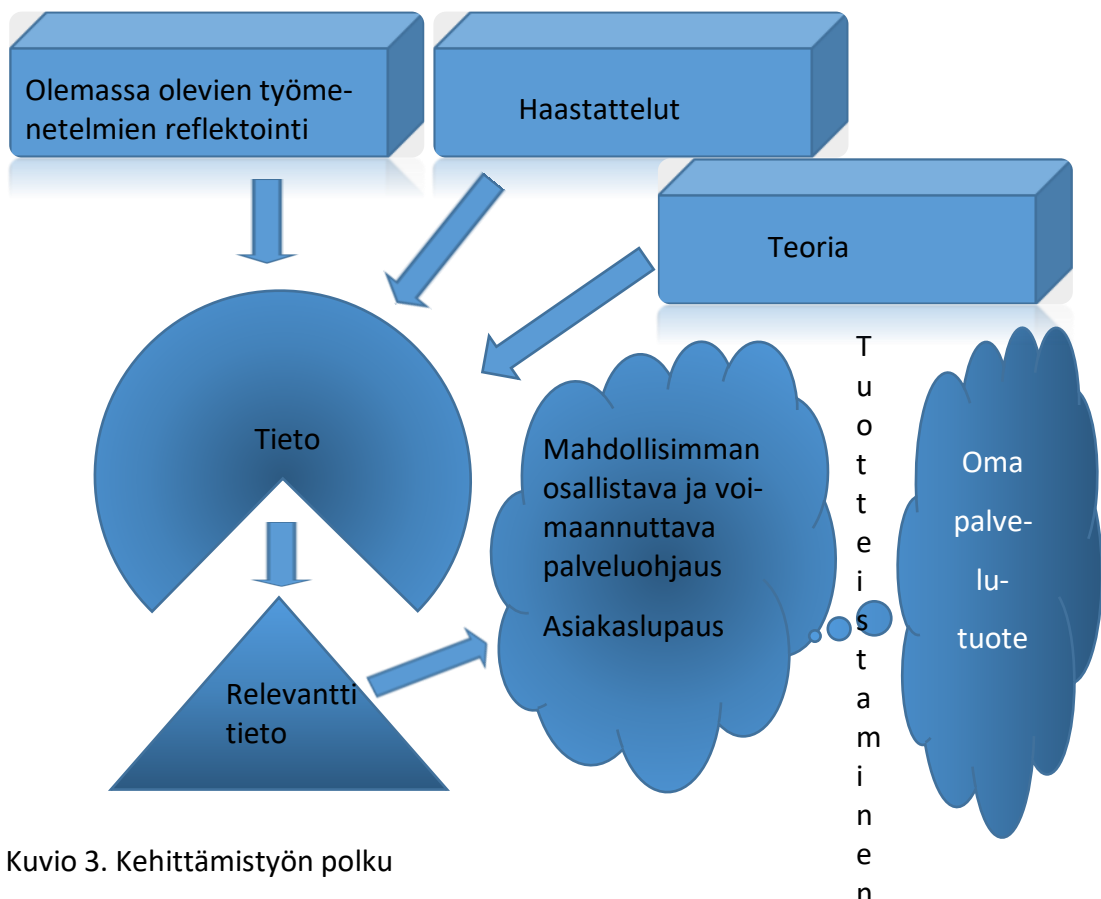 Olemassa olevien työme-
netelmien reflektointi
Haastattelut
Teoria
Tieto
Relevantti
tieto
Mahdollisimman
osallistava ja voi-
maannuttava
palveluohjaus
Asiakaslupaus
T
u
o
t
t
e
i
s
t
a
m
i
n
e
n
Oma
palve-
lu-
tuote
Kuvio 3. Kehittämistyön polku